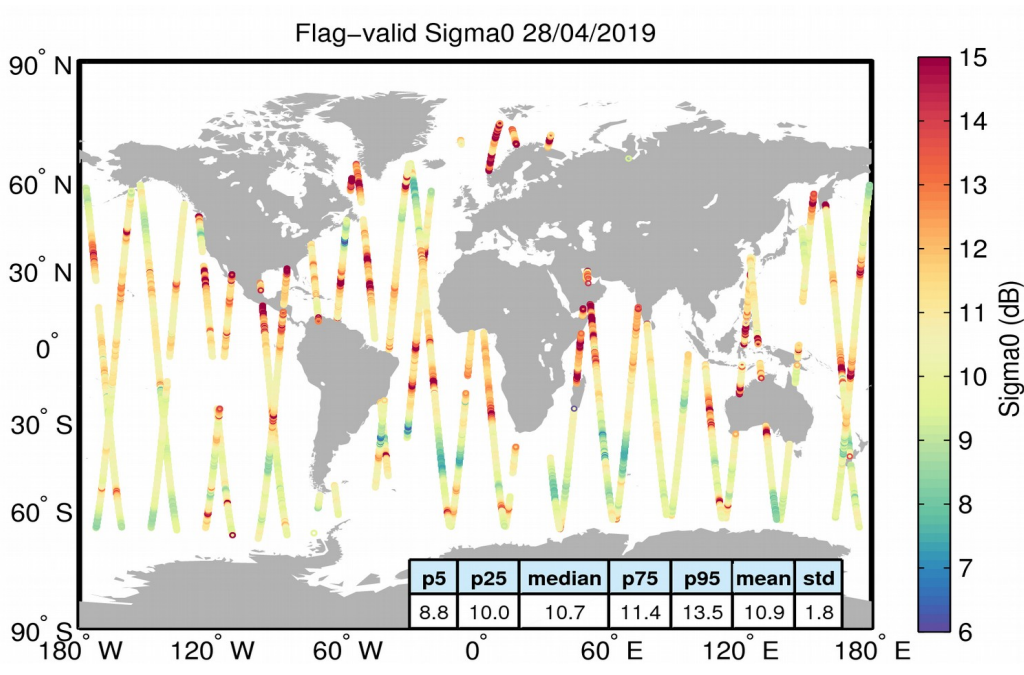 Flag−valid Sigma0 28/04/2019
90° N
60° N
30° N
0°
30° S
60° S
90° S
180° W
120° W
60° W
0°
60° E
120° E
180° E
p5 p25 median p75 p95 mean std
8.8 10.0 10.7 11.4 13.5 10.9 1.8
15
14
13
12
11
10
9
8
7
6
Sigma0 (dB)